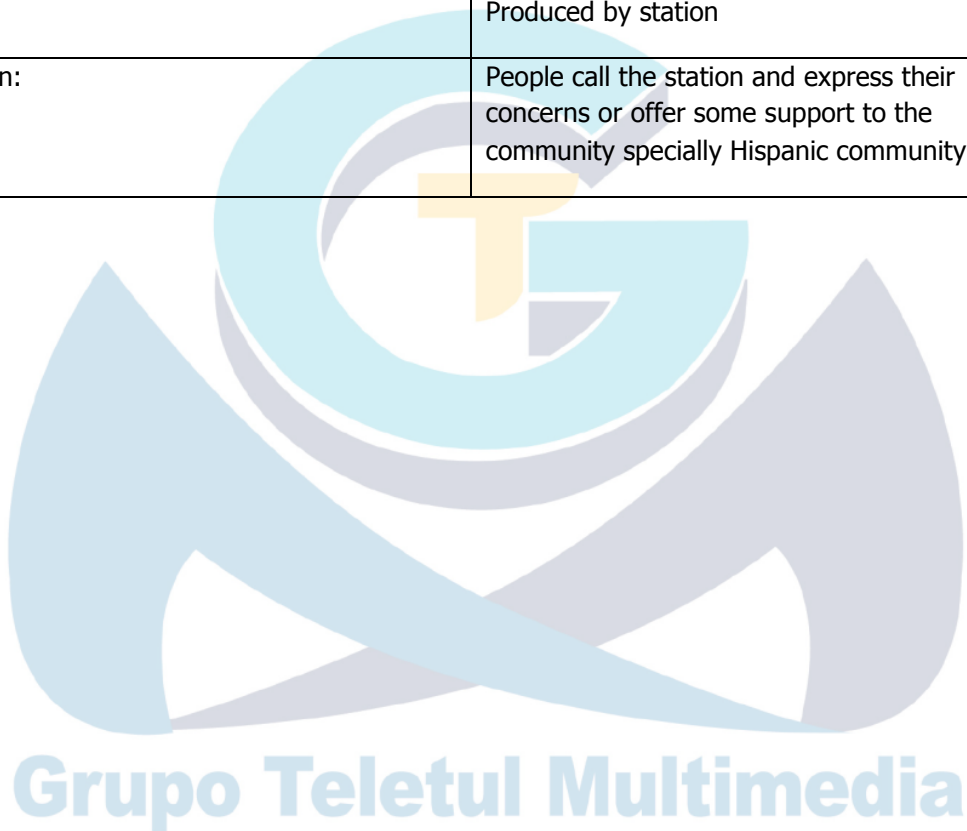 Produced by station
n:
People call the station and express their
concerns or offer some support to the
community specially Hispanic community
GT
Grupo Teletul Multimedia